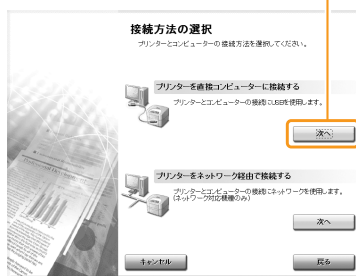 接続方法の選択
プリンターとコンピューターの接続方法を選択してください。
プリンターを直接コンピューターに接続する
プリンターとコンピューターの接続にUSBを使用します。
次へ
プリンターをネットワーク経由で接続する
プリンターとコンピューターの接続にネットワークを使用します。
(ネットワーク対応機種のみ)
次へ
キャンセル
戻る